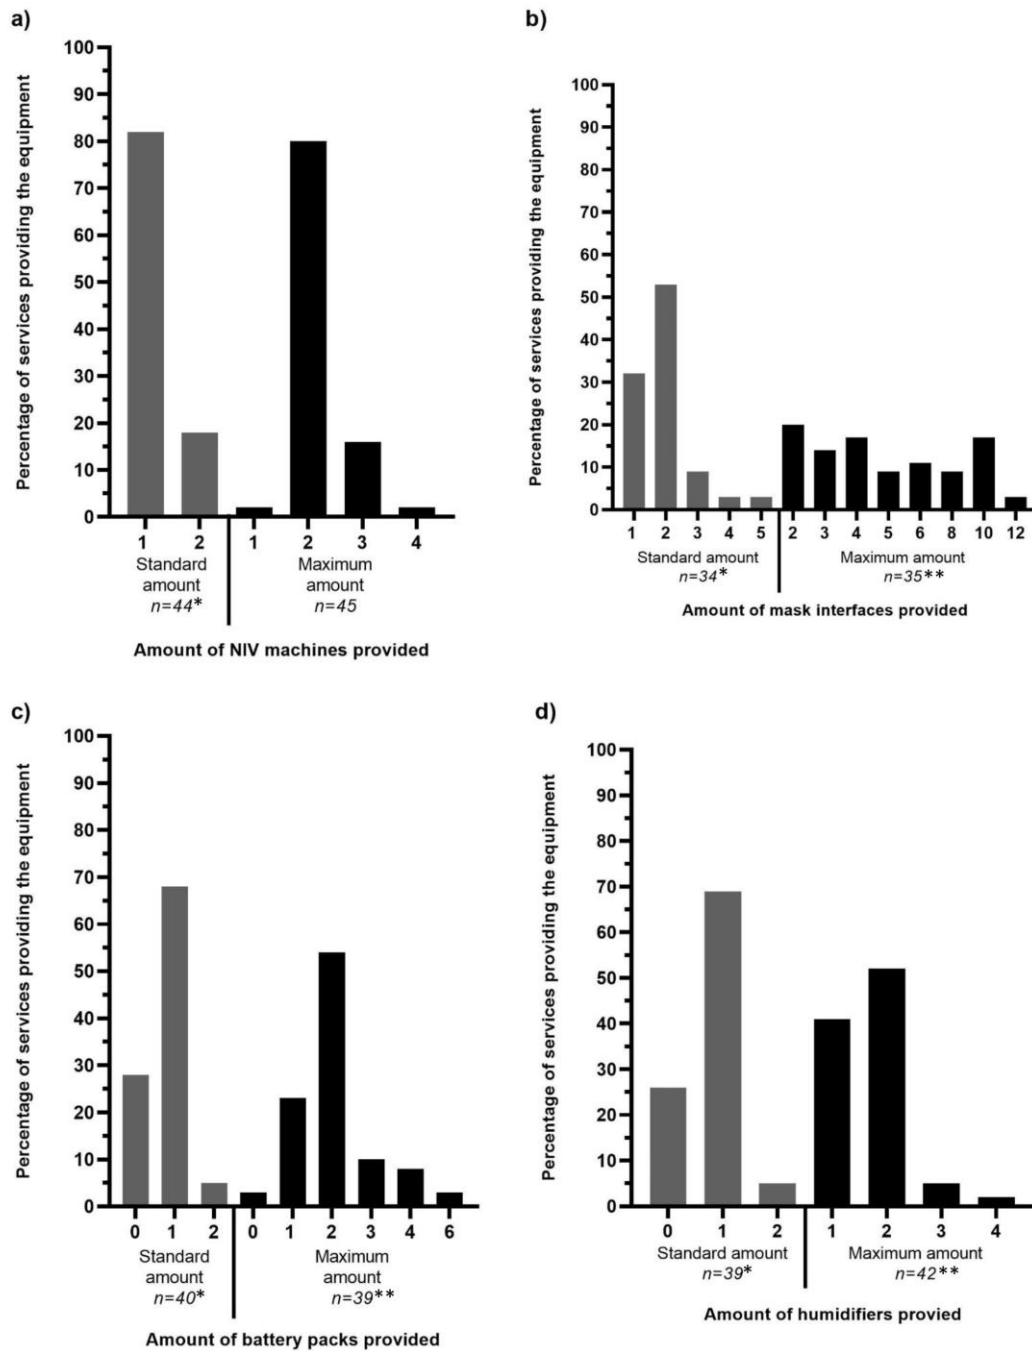 a)
Percentage of services providing the equipment
100
90
80
70
60
50
40
30
20
10
0
1 2 1 2 3 4
Standard amount n=44*
Maximum amount n=45
Amount of NIV machines provided
b)
Percentage of services providing the equipment
100
90
80
70
60
50
40
30
20
10
0
1 2 3 4 5 2 3 4 5 6 8 10 12
Standard amount
n=34*
Maximum amount
n=35**
Amount of mask interfaces provided
c)
Percentage of services providing the equipment
100
90
80
70
60
50
40
30
20
10
0
0 1 2 0 1 2 3 4 6
Standard
amount
n=40*
Maximum
amount
n=39**
Amount of battery packs provided
d)
Percentage of services providing the equipment
100
90
80
70
60
50
40
30
20
10
0
0 1 2 1 2 3 4
Standard amount
n=39*
Maximum amount
n=42**
Amount of humidifiers provied